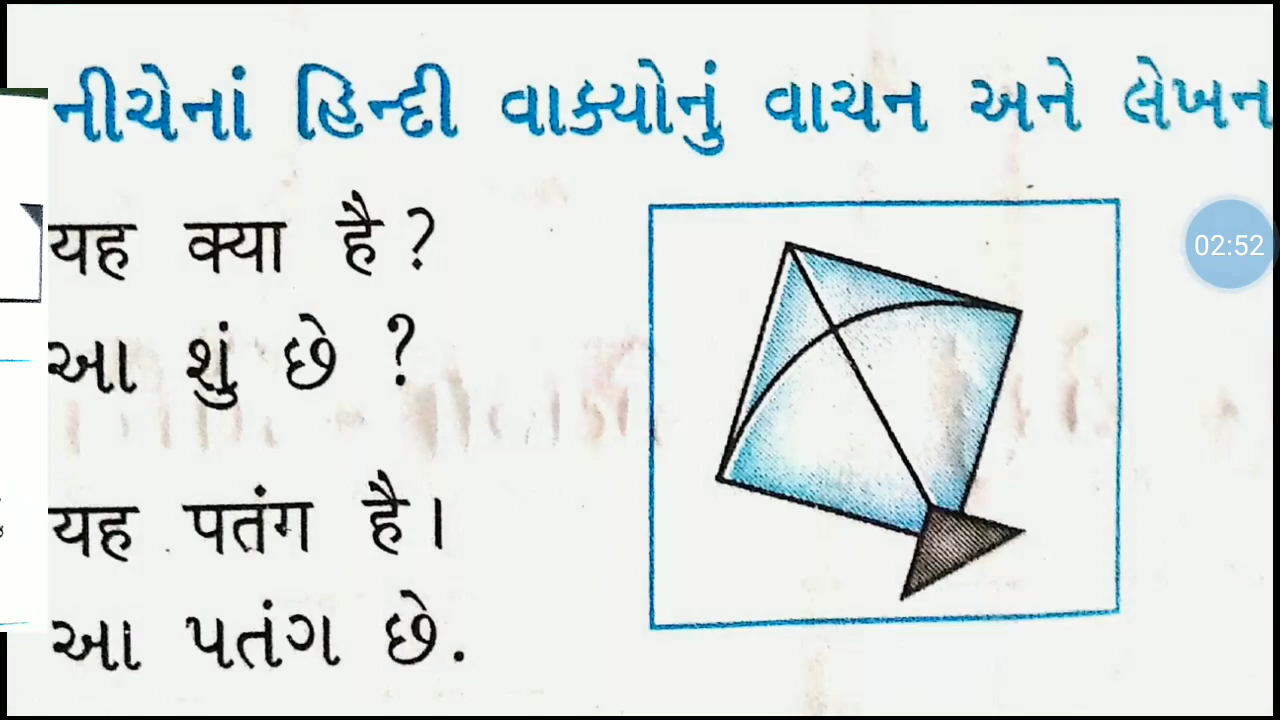 નીચેનાં હિન્દી વાક્યોનું વાચન અને લેખન
यह क्या है?
આ શું છે ?
02:52
यह पतंग है।
આ પતંગ છે.